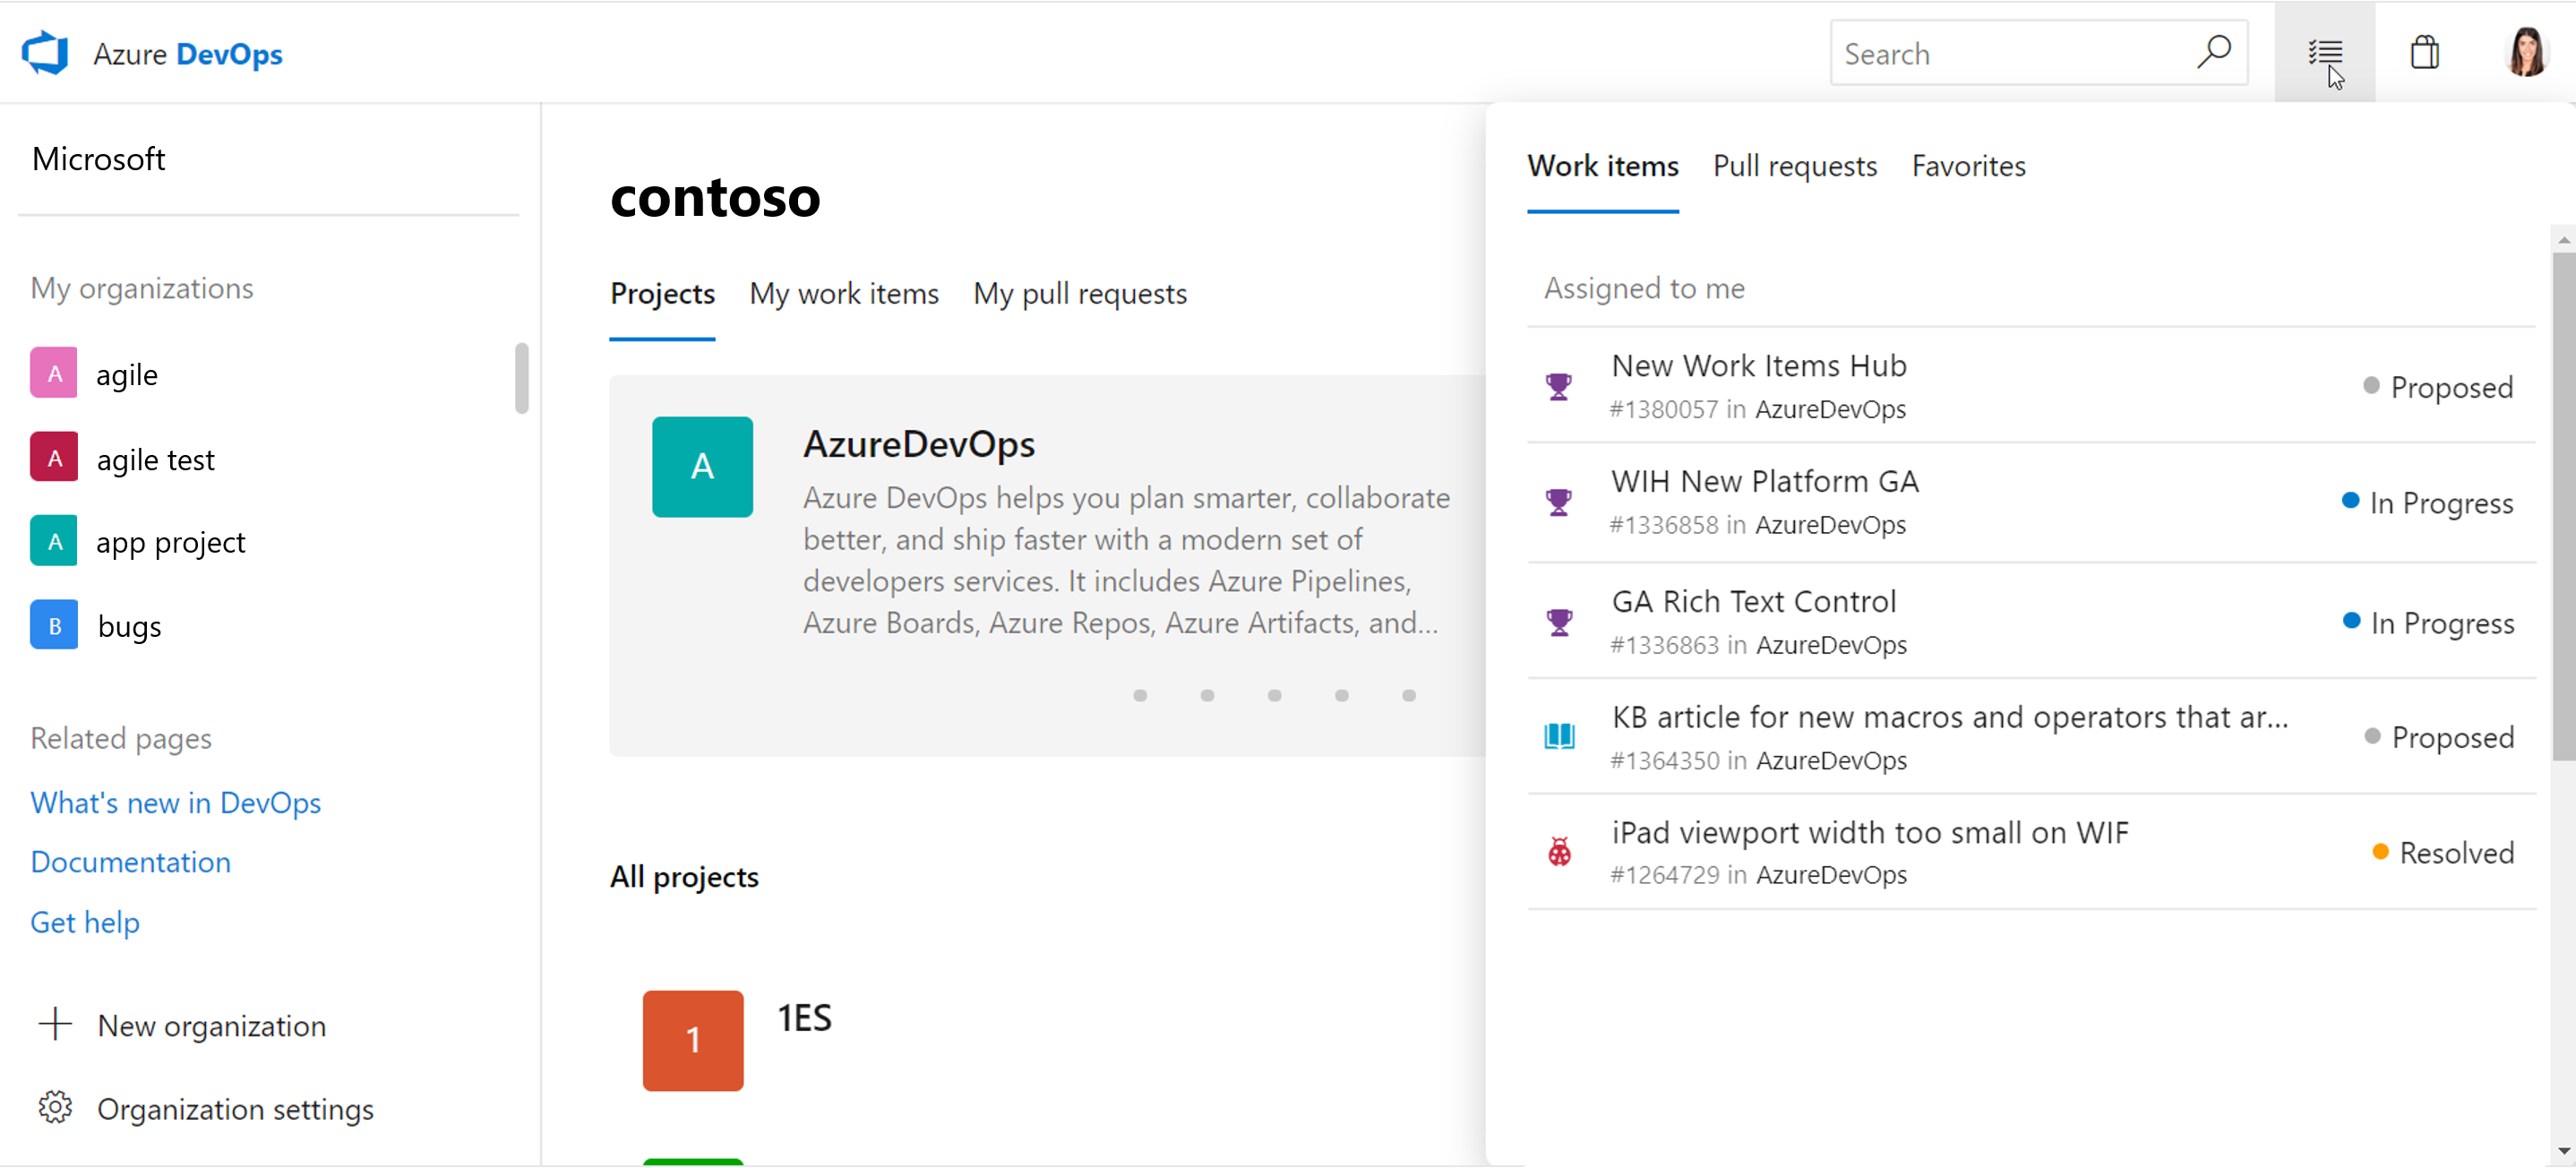 Azure DevOps
Search
Microsoft
My organizations
A agile
A agile test
A app project
B bugs
Related pages
What's new in DevOps
Documentation
Get help
New organization
Organization settings
contoso
Projects My work items My pull requests
A
AzureDevOps
Azure DevOps helps you plan smarter, collaborate
better, and ship faster with a modern set of
developers services. It includes Azure Pipelines,
Azure Boards, Azure Repos, Azure Artifacts, and...
All projects
1 1ES
Work items Pull requests Favorites
Assigned to me
New Work Items Hub
#1380057 in AzureDevOps
Proposed
WIH New Platform GA
#1336858 in AzureDevOps
In Progress
GA Rich Text Control
#1336863 in AzureDevOps
In Progress
KB article for new macros and operators that ar...
#1364350 in AzureDevOps
Proposed
iPad viewport width too small on WIF
#1264729 in AzureDevOps
Resolved